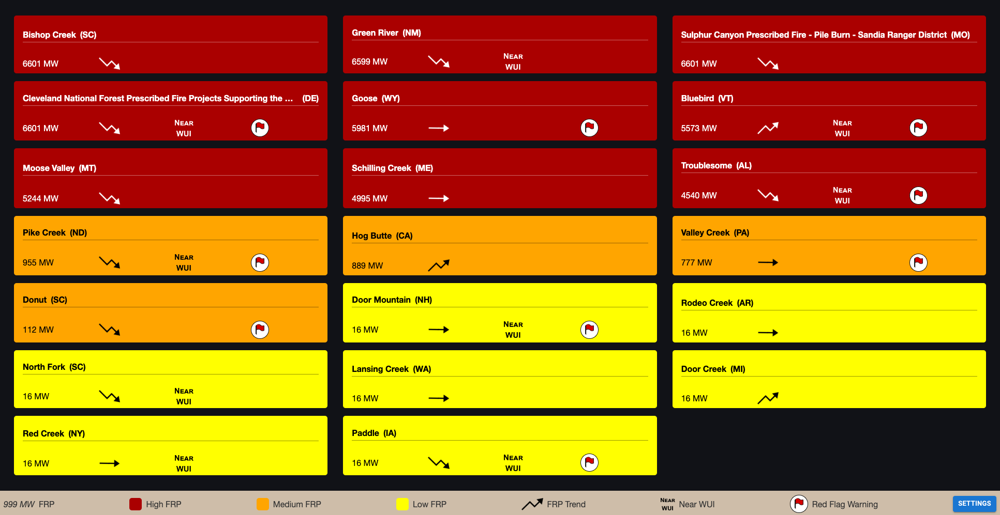 Bishop Creek (SC)
6601 MW
Green River (NM)
6599 MW
NEAR
WUI
Sulphur Canyon Prescribed Fire - Pile Burn - Sandia Ranger District (MO)
6601 MW
Cleveland National Forest Prescribed Fire Projects Supporting the ... (DE)
6601 MW
NEAR
WUI
Goose (WY)
5981 MW
Bluebird (VT)
5573 MW
NEAR
WUI
Moose Valley (MT)
5244 MW
Schilling Creek (ME)
4995 MW
Troublesome (AL)
4540 MW
NEAR
WUI
Pike Creek (ND)
955 MW
NEAR
WUI
Hog Butte (CA)
889 MW
Valley Creek (PA)
777 MW
Donut (SC)
112 MW
Door Mountain (NH)
16 MW
NEAR
WUI
Rodeo Creek (AR)
16 MW
North Fork (SC)
16 MW
NEAR
WUI
Lansing Creek (WA)
16 MW
Door Creek (MI)
16 MW
Red Creek (NY)
16 MW
NEAR
WUI
Paddle (IA)
16 MW
NEAR
WUI
999 MW FRP
High FRP
Medium FRP
Low FRP
FRP Trend
NEAR
WUI
Near WUI
Red Flag Warning
SETTINGS